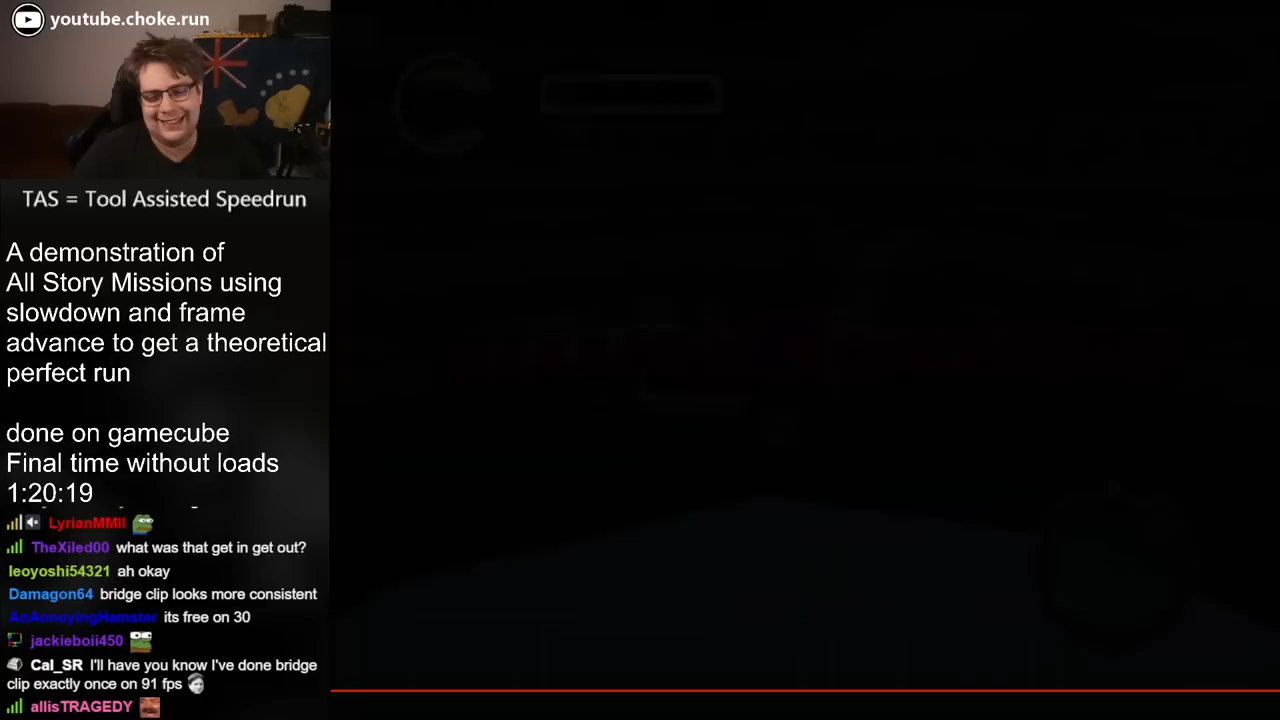 youtube.choke.run
TAS = Tool Assisted Speedrun
A demonstration of
All Story Missions using
slowdown and frame
advance to get a theoretical
perfect run
done on gamecube
Final time without loads
1:20:19
LyrianMMII
TheXiled00 what was that get in get out?
leoyoshi54321 ah okay
Damagon64 bridge clip looks more consistent
AnAnnoyingHamster its free on 30
jackieboii450
Cal_SR I'll have you know I've done bridge
clip exactly once on 91 fps
allisTRAGEDY